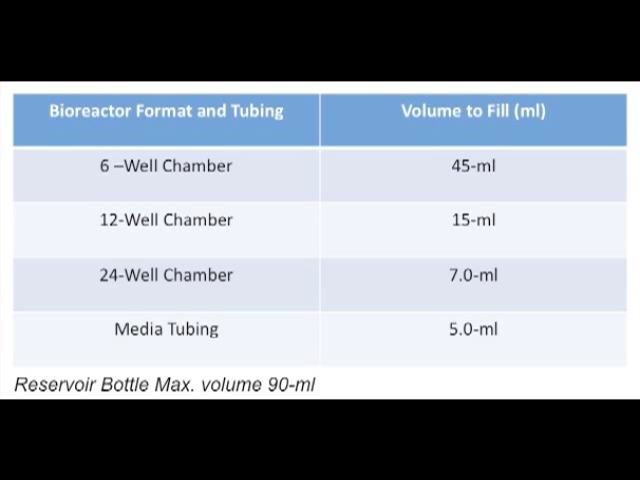 Bioreactor Format and Tubing Volume to Fill (ml)
6 –Well Chamber 45-ml
12-Well Chamber 15-ml
24-Well Chamber 7.0-ml
Media Tubing 5.0-ml
Reservoir Bottle Max. volume 90-ml